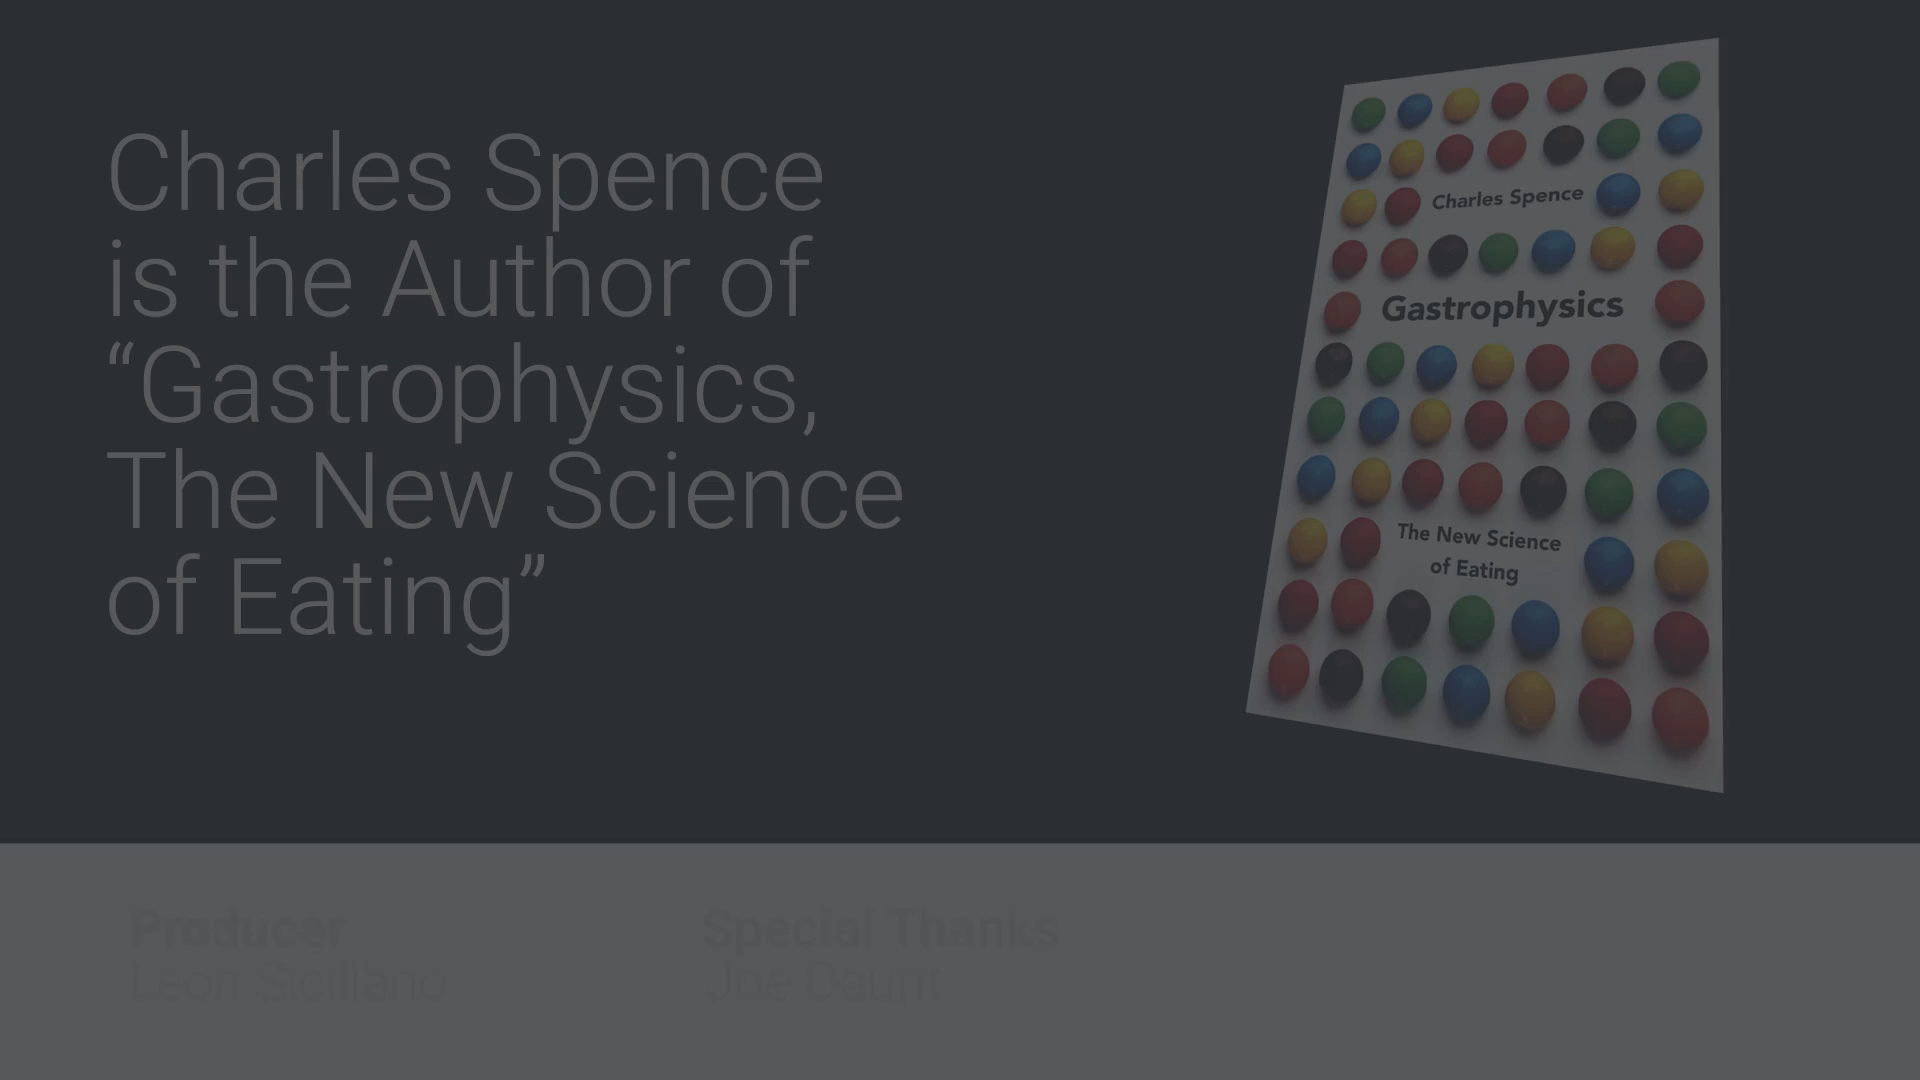 Charles Spence
is the Author of
“Gastrophysics,
The New Science
of Eating”
Charles Spence
Gastrophysics
The New Science
of Eating
Producer
Leon Siciliano
Special Thanks
Joe Daunt